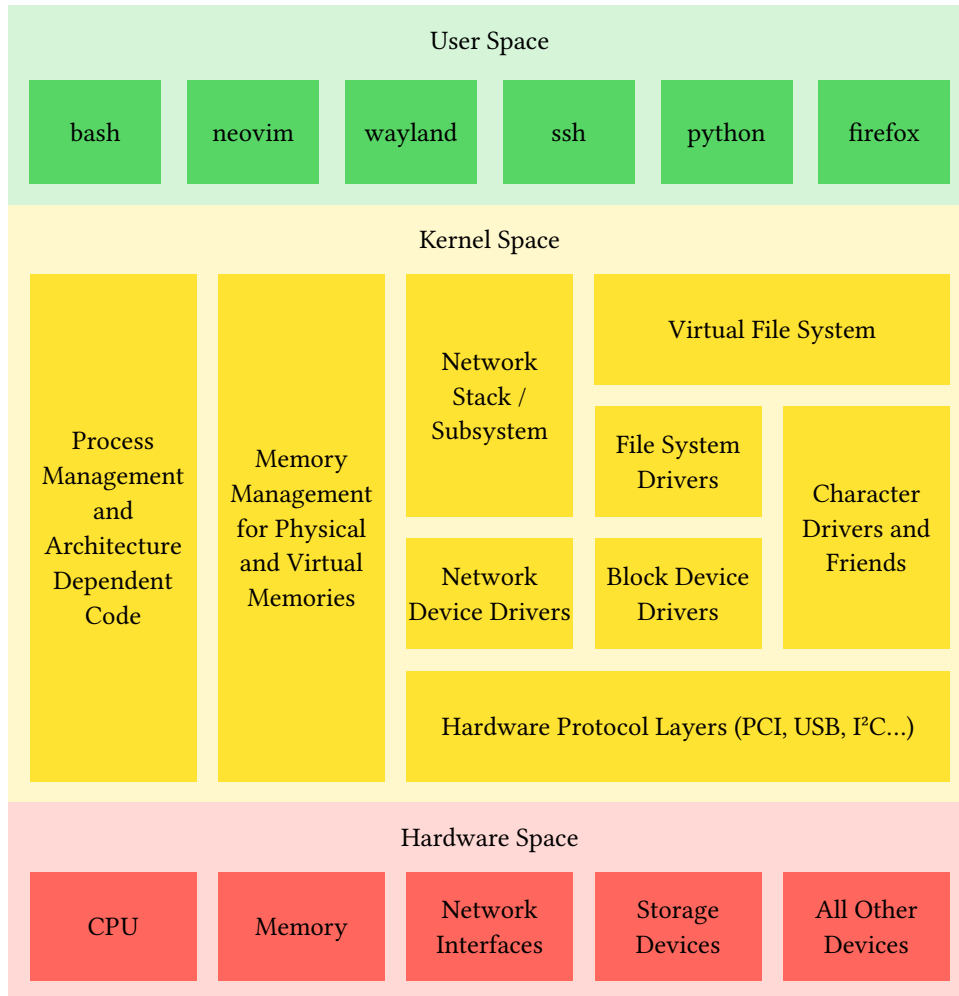 User Space
bash
neovim
wayland
ssh
python
firefox
Kernel Space
Process
Management
and
Architecture
Dependent
Code
Memory
Management
for Physical
and Virtual
Memories
Network
Stack /
Subsystem
Virtual File System
File System
Drivers
Character
Drivers and
Friends
Network
Device Drivers
Block Device
Drivers
Hardware Protocol Layers (PCI, USB, I²C…)
Hardware Space
CPU
Memory
Network
Interfaces
Storage
Devices
All Other
Devices